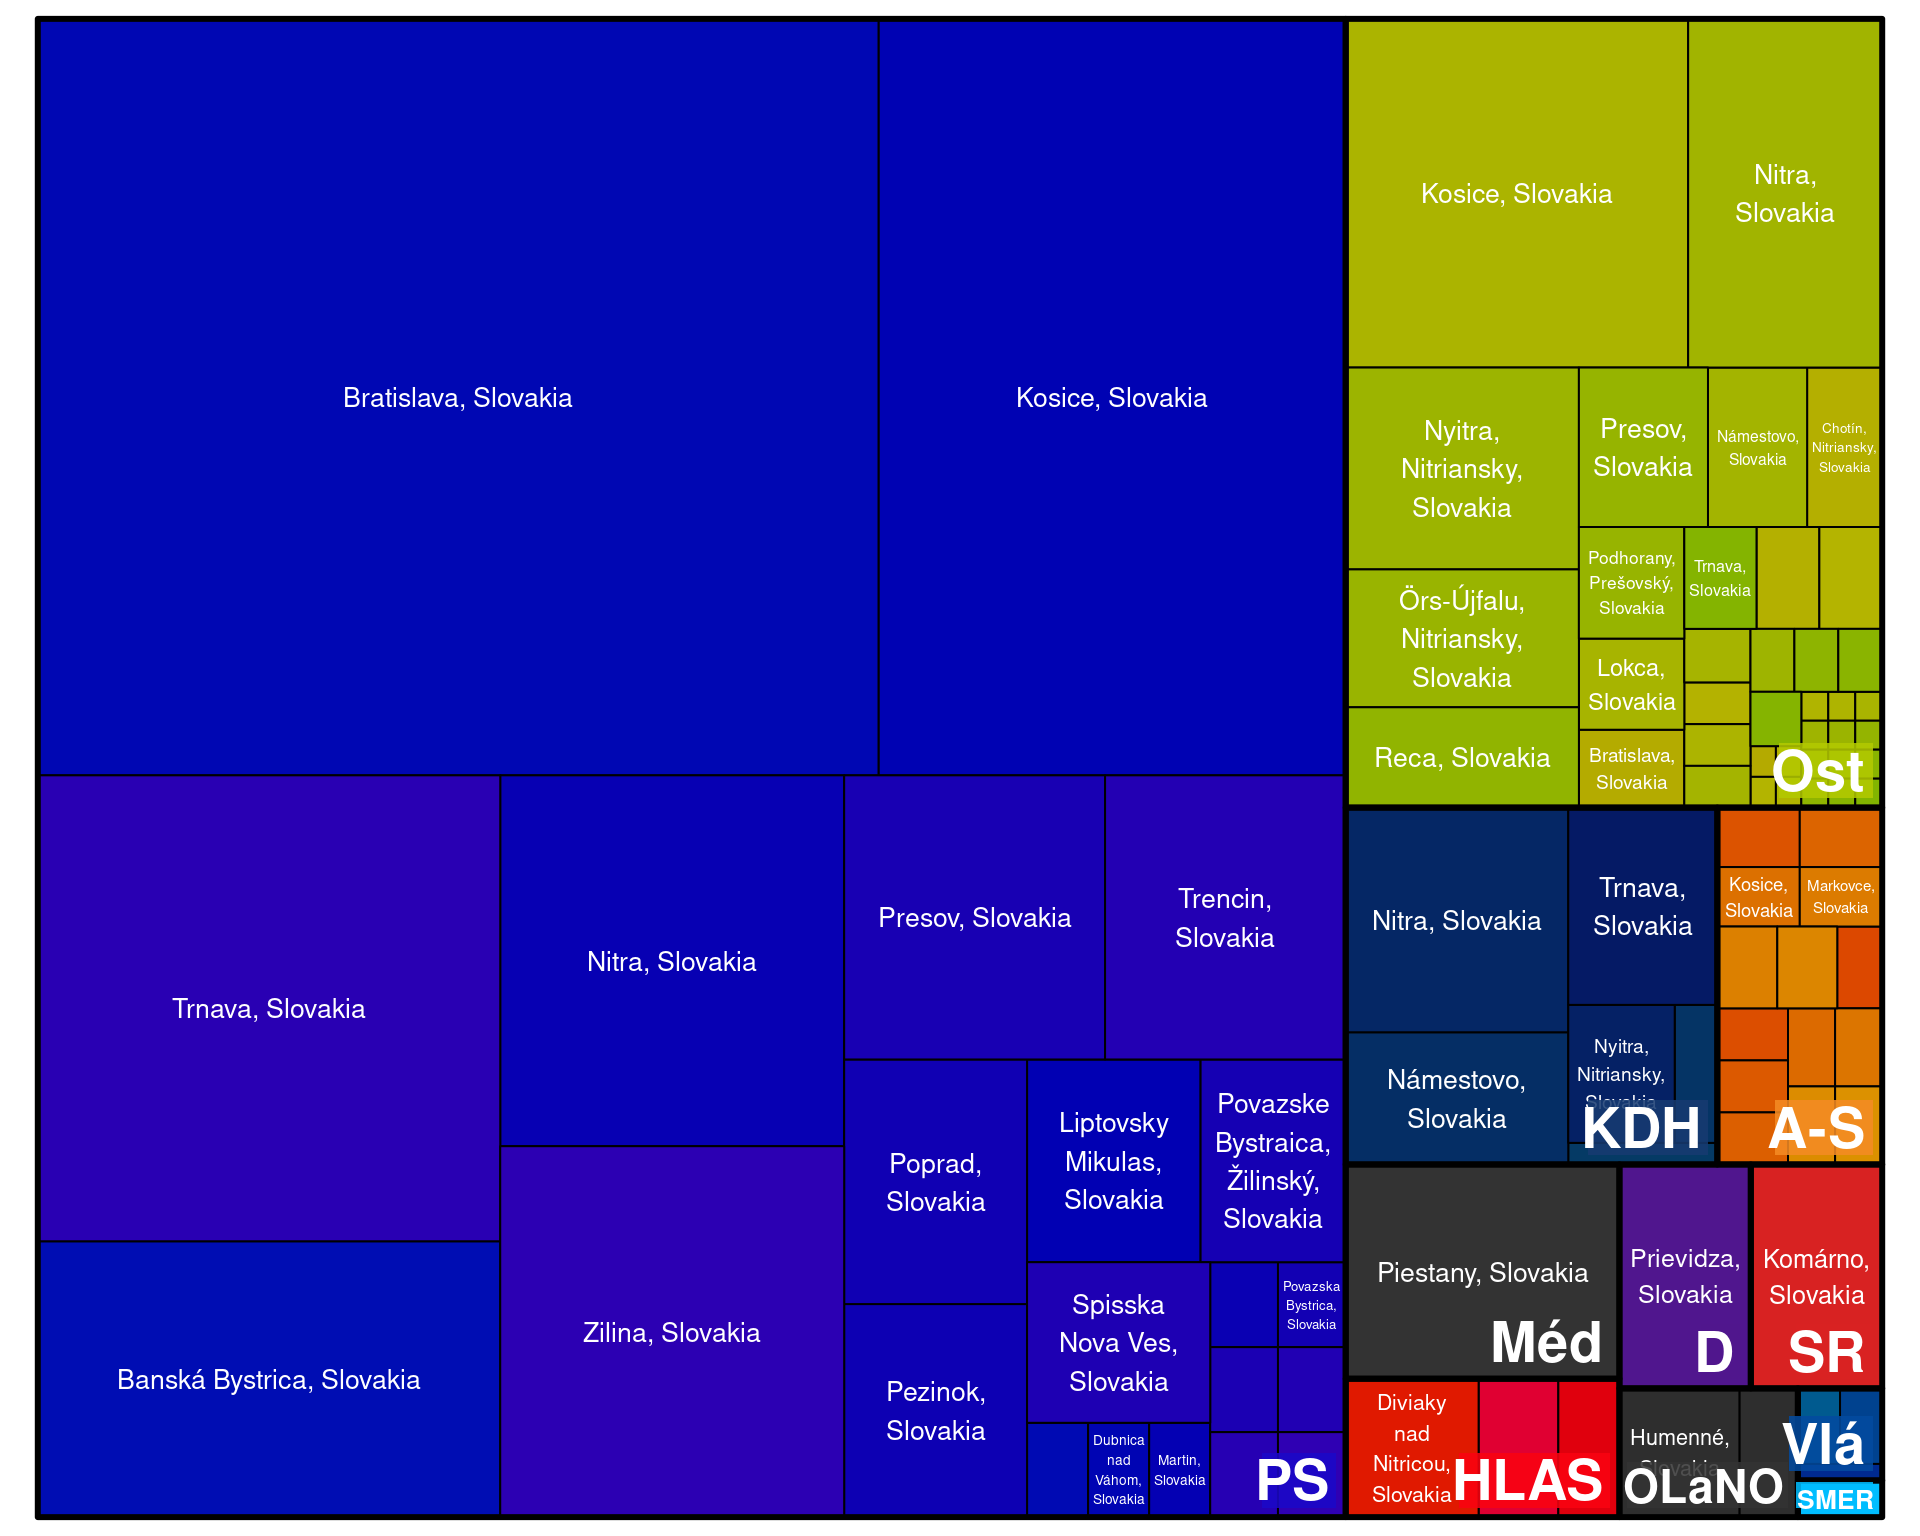 Bratislava, Slovakia
Kosice, Slovakia
Trnava, Slovakia
Banská Bystrica, Slovakia
Nitra, Slovakia
Zilina, Slovakia
Presov, Slovakia
Trencin,
Slovakia
Poprad,
Slovakia
Pezinok,
Slovakia
Liptovsky
Mikulas,
Slovakia
Povazske
Bystraica,
Žilinský,
Slovakia
Spisska
Nova Ves,
Slovakia
Povazska
Bystrica,
Slovakia
Dubnica
nad
Váhom,
Slovakia
Martin,
Slovakia
PS
Kosice, Slovakia
Nitra,
Slovakia
Nyitra,
Nitriansky,
Slovakia
Örs-Újfalu,
Nitriansky,
Slovakia
Reca, Slovakia
Presov,
Slovakia
Námestovo,
Slovakia
Chotín,
Nitriansky,
Slovakia
Podhorany,
Prešovský,
Slovakia
Trnava,
Slovakia
Lokca,
Slovakia
Bratislava,
Slovakia
Ost
Nitra, Slovakia
Námestovo,
Slovakia
Trnava,
Slovakia
Nyitra,
Nitriansky,
Slovakia
KDH
Kosice,
Slovakia
Markovce,
Slovakia
A-S
Piestany, Slovakia
Méd
Prievidza,
Slovakia
D
Komárno,
Slovakia
SR
Diviaky
nad
Nitricou,
Slovakia
HLAS
Humenné,
Slovakia
OLaNO
Vlá
SMER